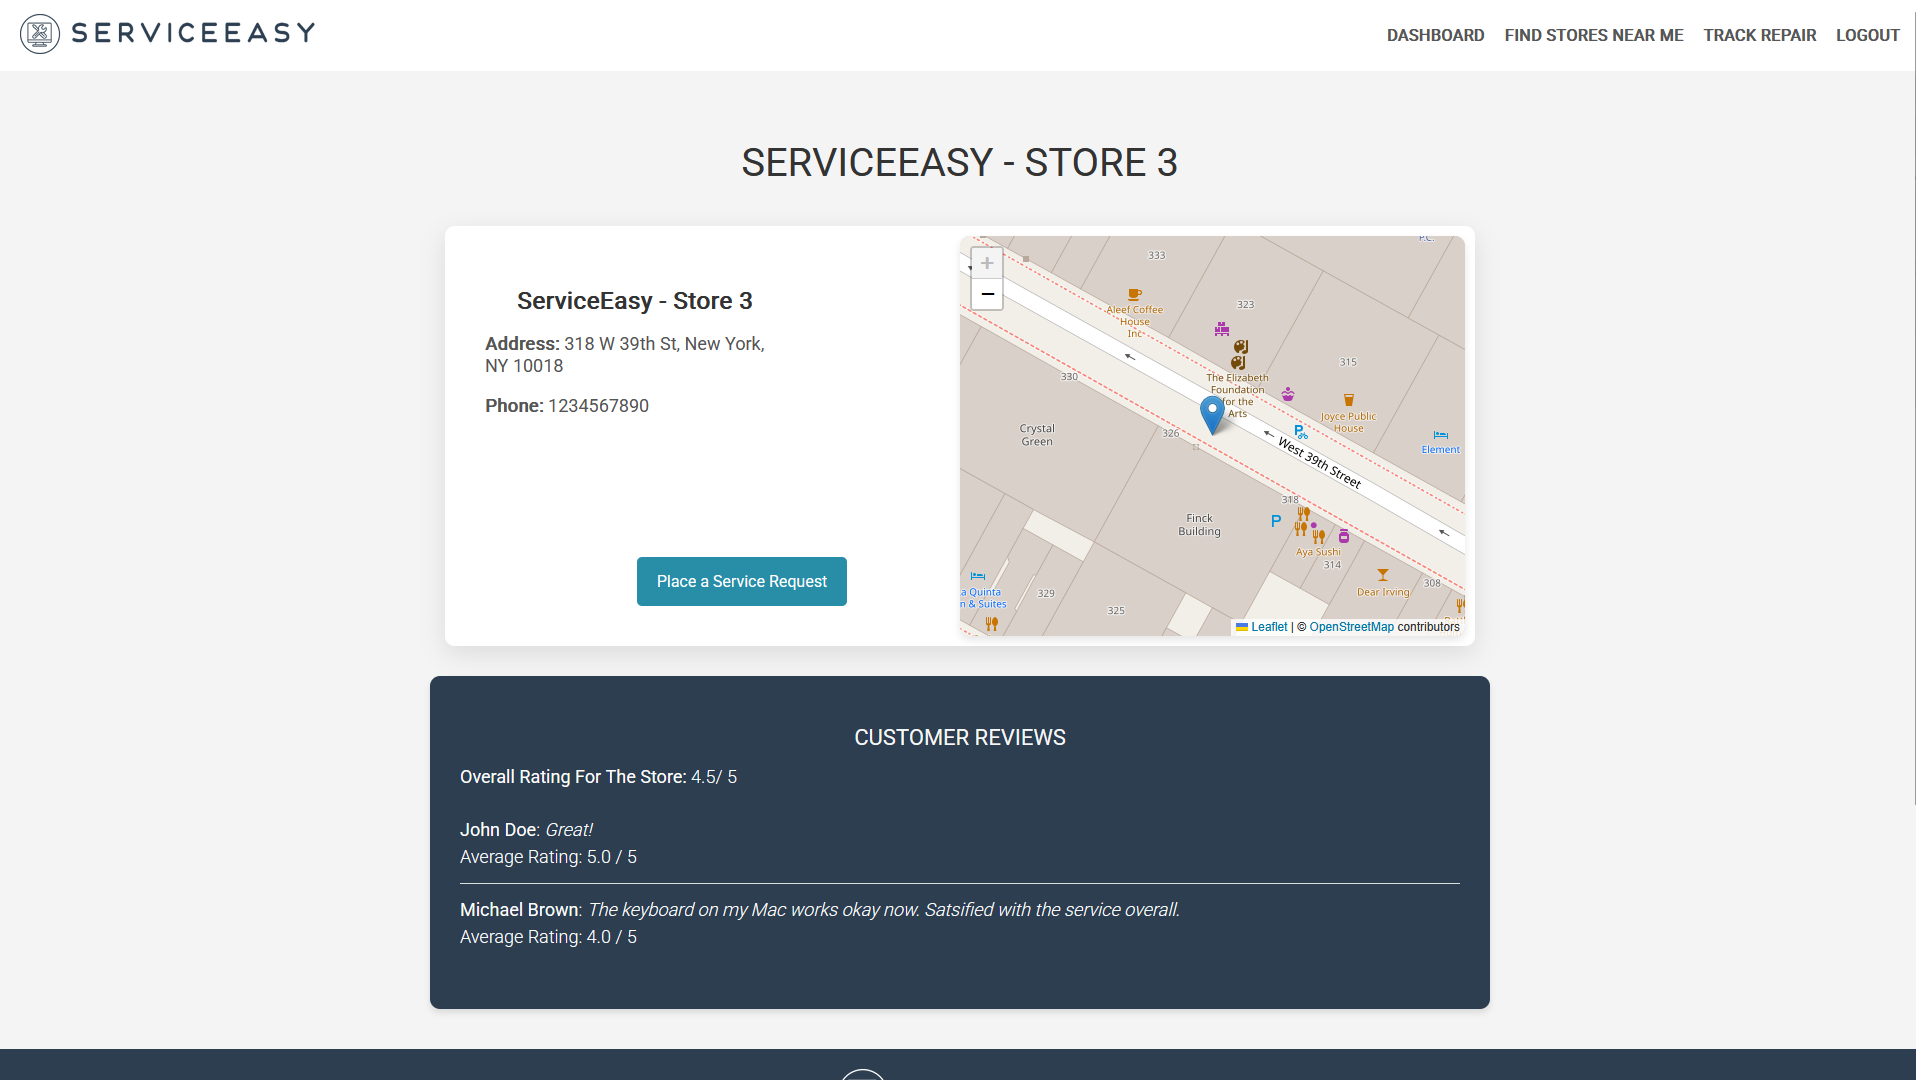 SERVICEEASY
DASHBOARD
FIND STORES NEAR ME
TRACK REPAIR
LOGOUT
SERVICEEASY - STORE 3
ServiceEasy - Store 3
Address: 318 W 39th St, New York,
NY 10018
Phone: 1234567890
Place a Service Request
+
−
P.C.
333
Aleef Coffee
House
Inc
323
315
330
The Elizabeth
Foundation
for the
Arts
Joyce Public
House
Crystal
Green
326
P
Element
West 39th Street
318
Finck
Building
P
Aya Sushi
314
308
Dear Irving
a Quinta
n & Suites
329
325
Leaflet | © OpenStreetMap contributors
CUSTOMER REVIEWS
Overall Rating For The Store: 4.5/ 5
John Doe: Great!
Average Rating: 5.0 / 5
Michael Brown: The keyboard on my Mac works okay now. Satsified with the service overall.
Average Rating: 4.0 / 5